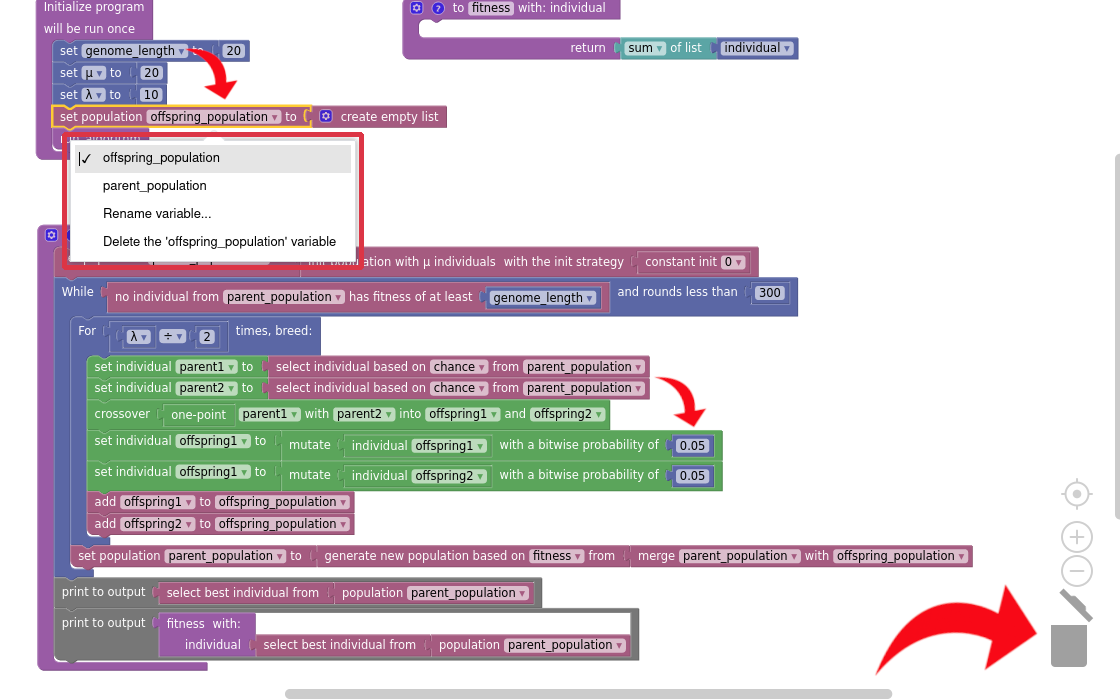 Initialize program
will be run once
set genome_length to 20
set μ to 20
set λ to 10
set population offspring_population to create empty list
✓ offspring_population
parent_population
Rename variable...
Delete the 'offspring_population' variable
to fitness with: individual
return sum of list individual
with μ individuals with the init strategy constant init 0
While no individual from parent_population has fitness of at least genome_length and rounds less than 300
For λ ÷ 2 times, breed:
set individual parent1 to select individual based on chance from parent_population
set individual parent2 to select individual based on chance from parent_population
crossover one-point parent1 with parent2 into offspring1 and offspring2
set individual offspring1 to mutate individual offspring1 with a bitwise probability of 0.05
set individual offspring1 to mutate individual offspring2 with a bitwise probability of 0.05
add offspring1 to offspring_population
add offspring2 to offspring_population
set population parent_population to generate new population based on fitness from merge parent_population with offspring_population
print to output select best individual from population parent_population
print to output fitness with:
individual select best individual from population parent_population